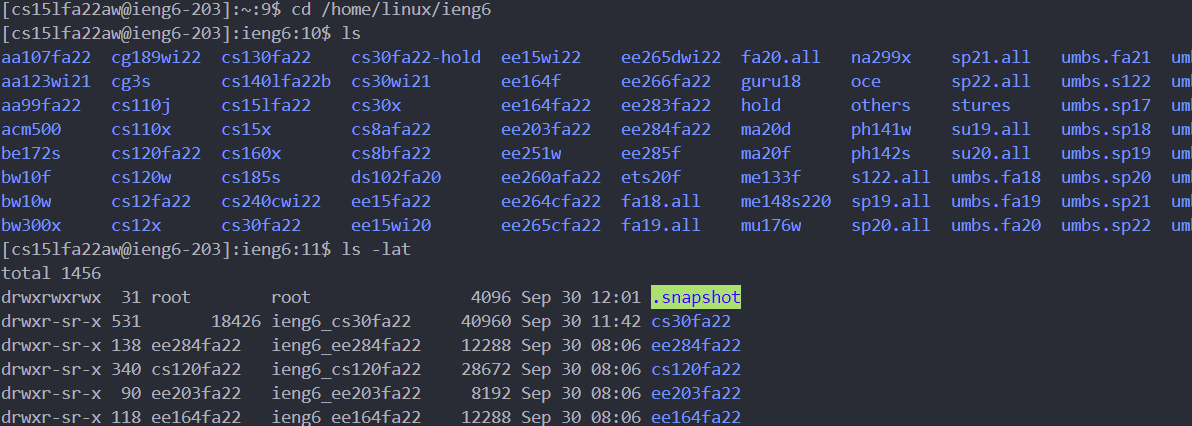 [cs15lfa22aw@ieng6-203]:~:9$ cd /home/linux/ieng6
[cs15lfa22aw@ieng6-203]:ieng6:10$ ls
aa107fa22  cg189wi22  cs130fa22    cs30fa22-hold  ee15wi22     ee265dwi22  fa20.all   na299x   sp21.all   umbs.fa21  um
aa123wi21  cg3s       cs140lfa22b  cs30wi21       ee164f       ee266fa22   guru18     oce      sp22.all   umbs.s122  um
aa99fa22   cs110j     cs15lfa22    cs30x          ee164fa22    ee283fa22   hold       others   stures     umbs.sp17  um
acm500     cs110x     cs15x        cs8afa22       ee203fa22    ee284fa22   ma20d      ph141w   su19.all   umbs.sp18  um
be172s     cs120fa22  cs160x       cs8bfa22       ee251w       ee285f      ma20f      ph142s   su20.all   umbs.sp19  um
bw10f      cs120w     cs185s       ds102fa20      ee260afa22   ets20f      me133f     s122.all  umbs.fa18  umbs.sp20  um
bw10w      cs12fa22   cs240cwi22   ee15fa22       ee264cfa22   fa18.all    me148s220  sp19.all  umbs.fa19  umbs.sp21  um
bw300x     cs12x      cs30fa22     ee15wi20       ee265cfa22   fa19.all    mu176w     sp20.all  umbs.fa20  umbs.sp22  um
[cs15lfa22aw@ieng6-203]:ieng6:11$ ls -lat
total 1456
drwxrwxrwx  31 root       root              4096 Sep 30 12:01 .snapshot
drwxr-sr-x 531      18426 ieng6_cs30fa22   40960 Sep 30 11:42 cs30fa22
drwxr-sr-x 138 ee284fa22  ieng6_ee284fa22  12288 Sep 30 08:06 ee284fa22
drwxr-sr-x 340 cs120fa22  ieng6_cs120fa22  28672 Sep 30 08:06 cs120fa22
drwxr-sr-x  90 ee203fa22  ieng6_ee203fa22   8192 Sep 30 08:06 ee203fa22
drwxr-sr-x 118 ee164fa22  ieng6_ee164fa22  12288 Sep 30 08:06 ee164fa22